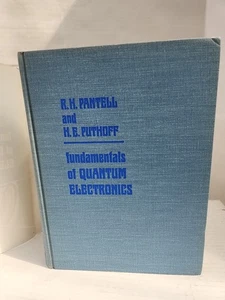 R. H. PANTELL
and
H. E. PUTHOFF
fundamentals
of QUANTUM
ELECTRONICS